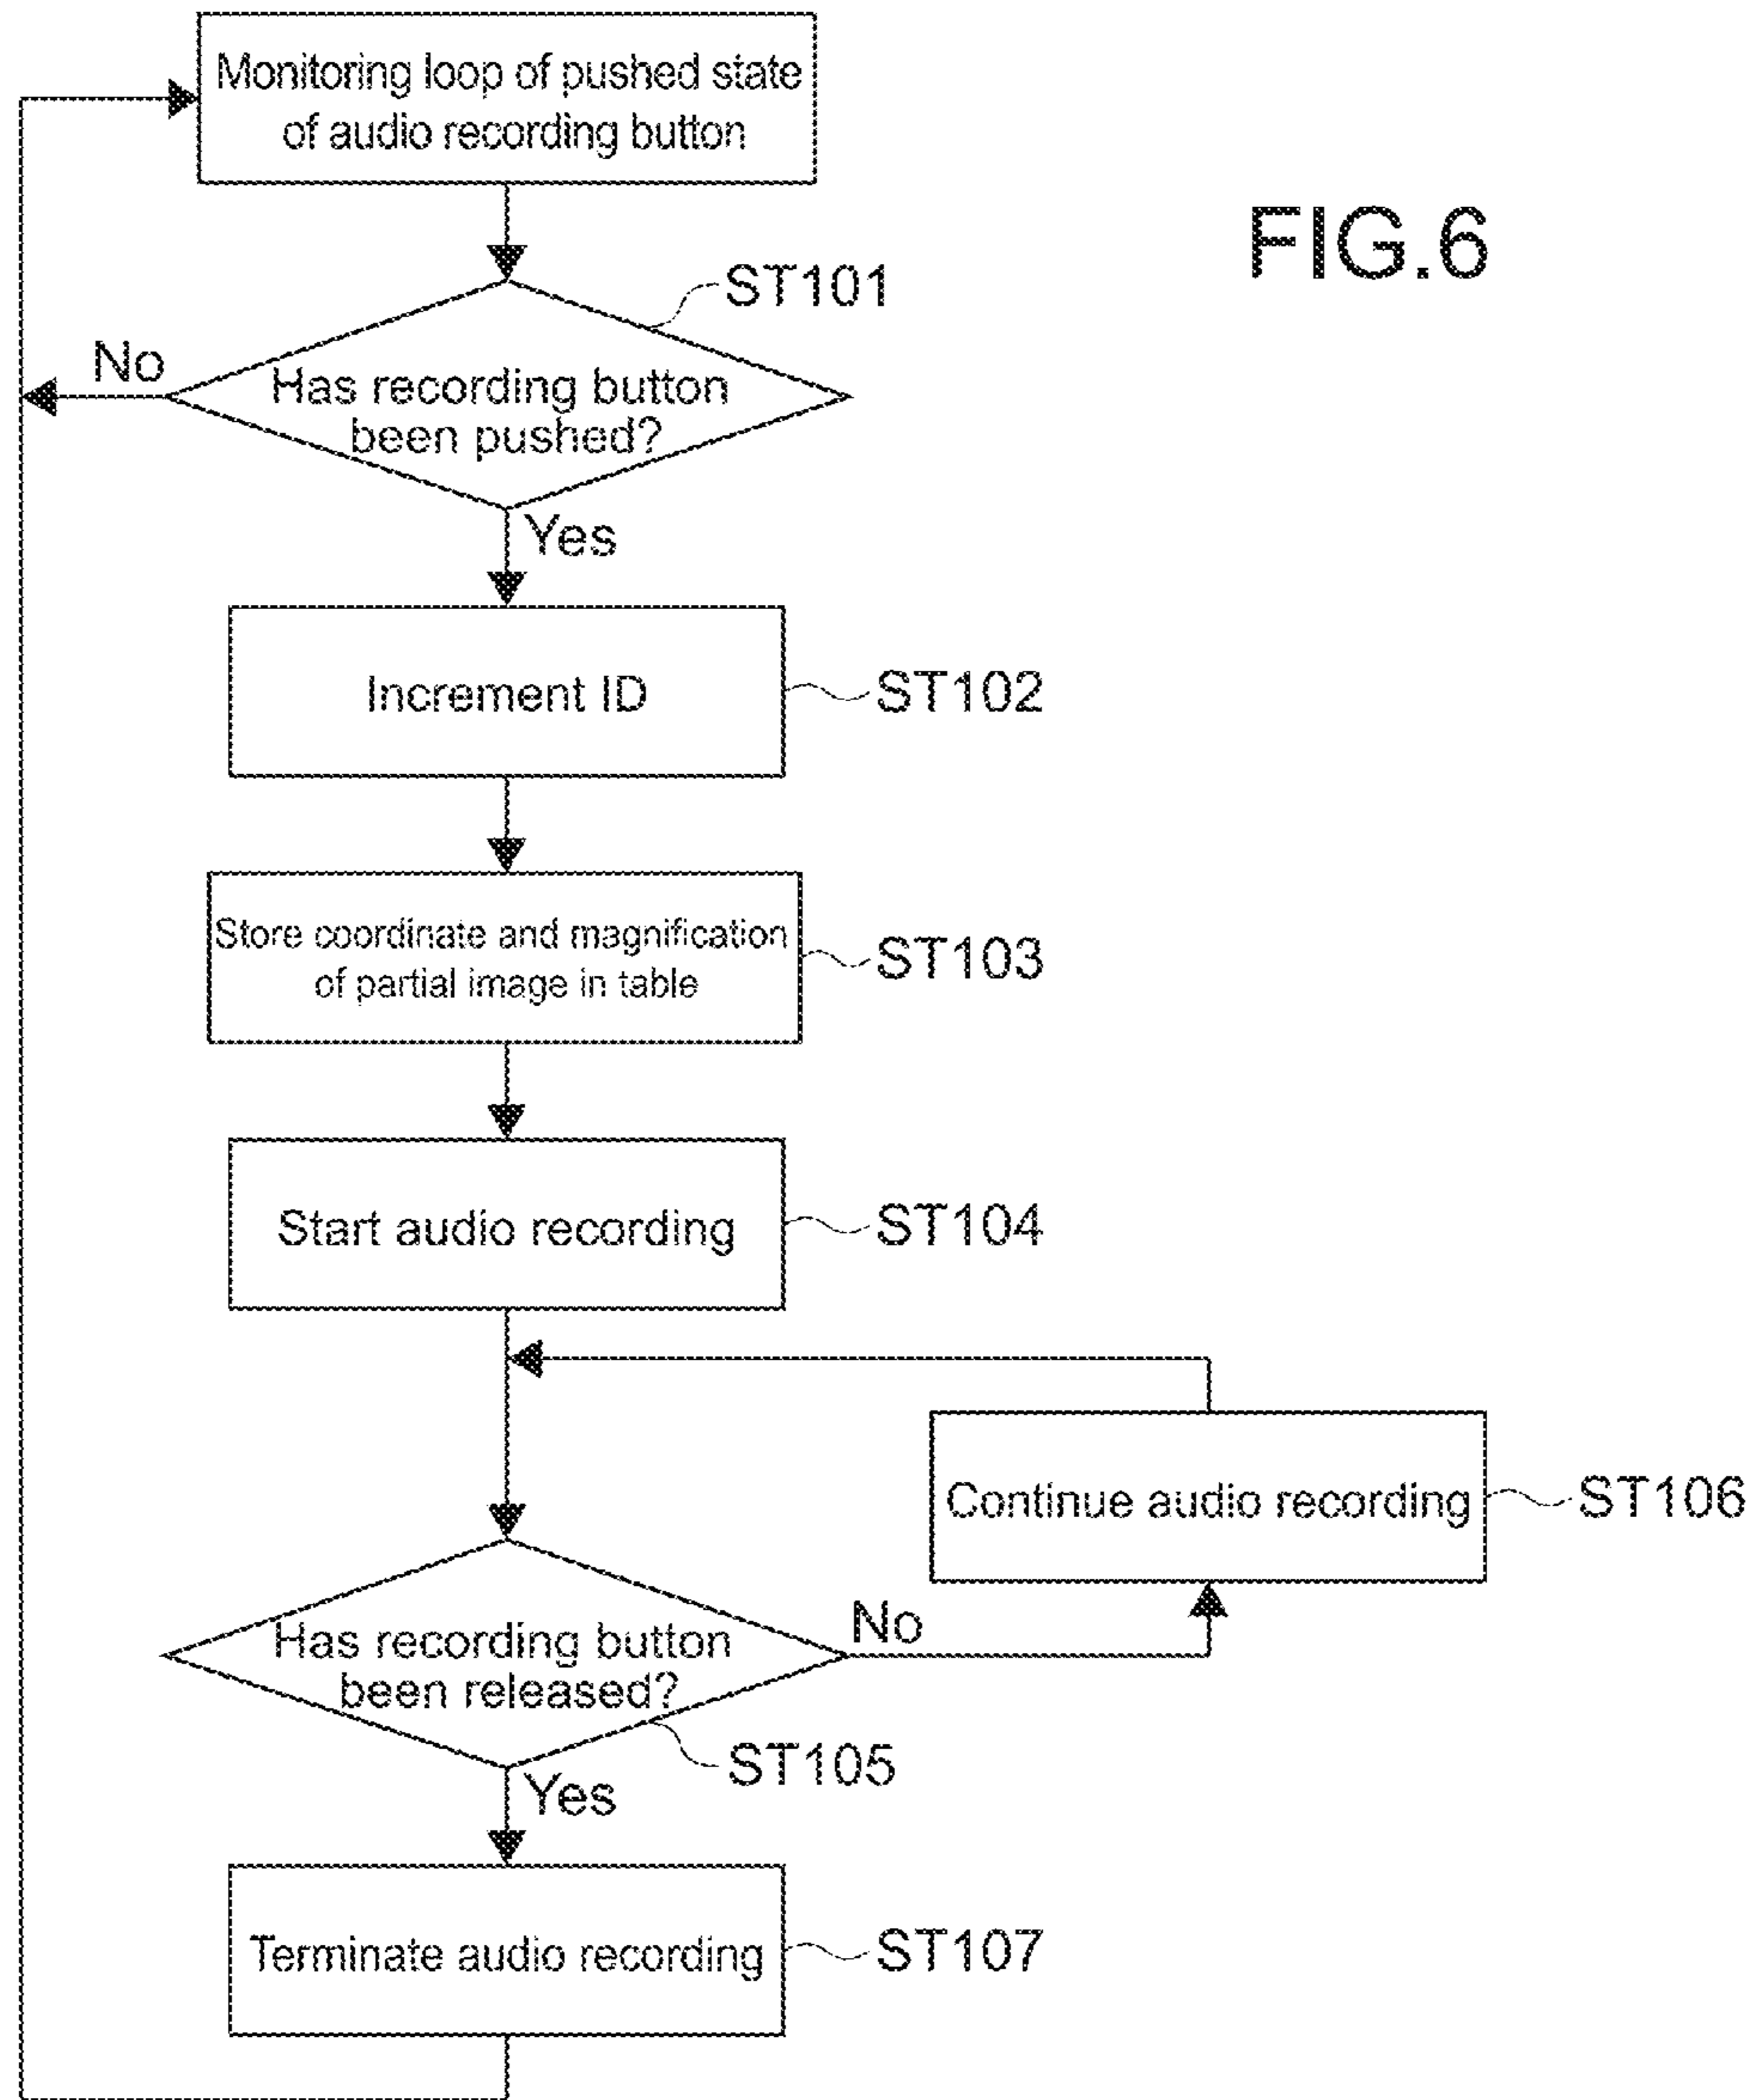 Monitoring loop of pushed state
of audio recording button
FIG.6
ST101
No
Has recording button
been pushed?
Yes
Increment ID
ST102
Store coordinate and magnification
of partial image in table
ST103
Start audio recording
ST104
Continue audio recording
ST106
No
Has recording button
been released?
ST105
Yes
Terminate audio recording
ST107